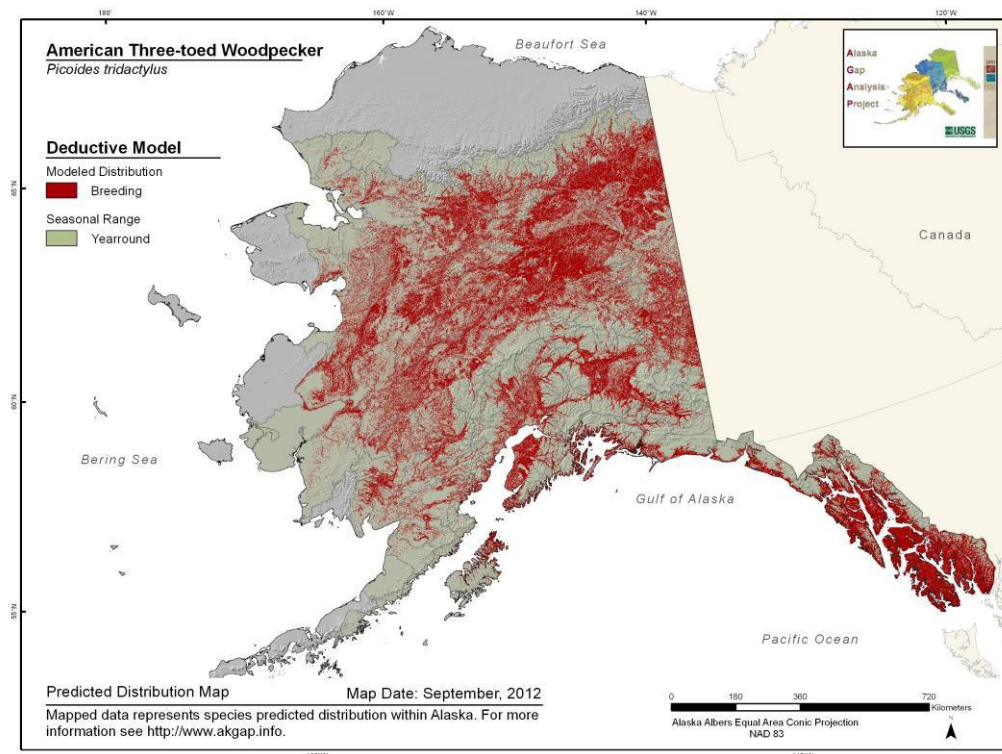 180°
160°W
140°W
120°W
American Three-toed Woodpecker
Picoides tridactylus
Beaufort Sea
Alaska
Gap
Analysis
Project
USGS
Deductive Model
Modeled Distribution
Breeding
Seasonal Range
Yearround
65°N
Canada
60°N
Bering Sea
Gulf of Alaska
55°N
Pacific Ocean
Predicted Distribution Map
Map Date: September, 2012
Mapped data represents species predicted distribution within Alaska. For more
information see http://www.akgap.info.
0 180 360 720
Kilometers
Alaska Albers Equal Area Conic Projection
NAD 83
N